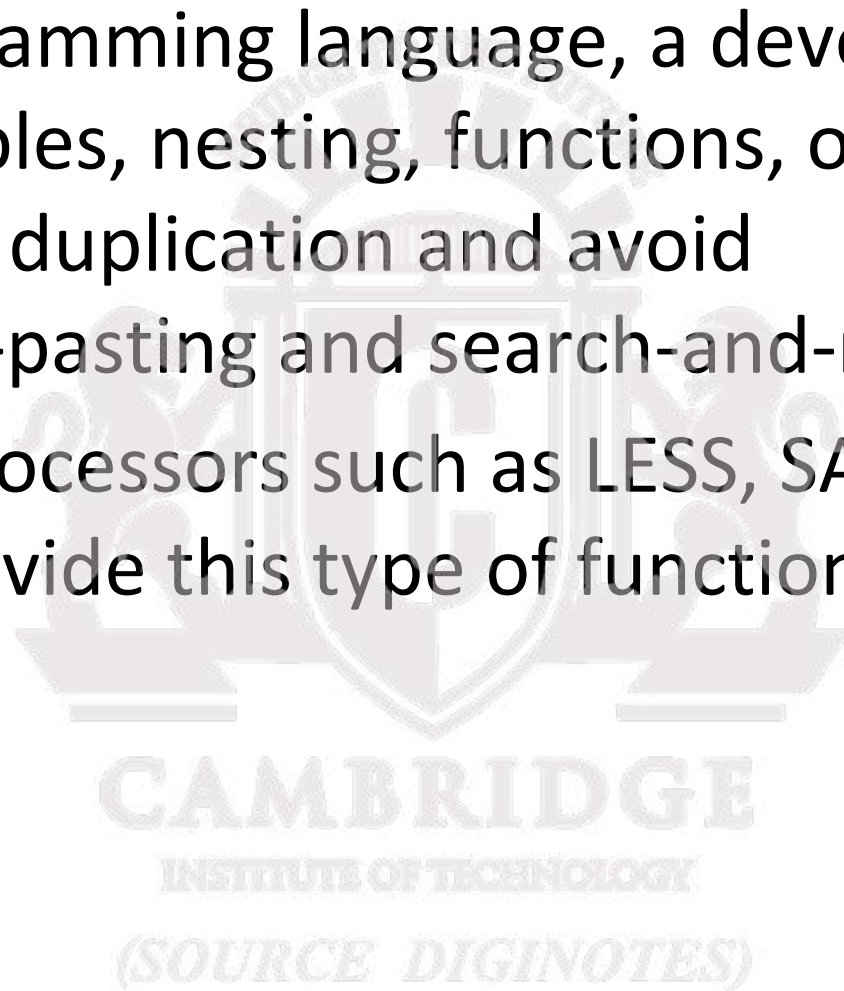 amming language, a deve
les, nesting, functions, o
duplication and avoid
-pasting and search-and-
ocessors such as LESS, SA
vide this type of function
CAMBRIDGE
INSTITUTE OF TECHNOLOGY
(SOURCE DIGINOTES)